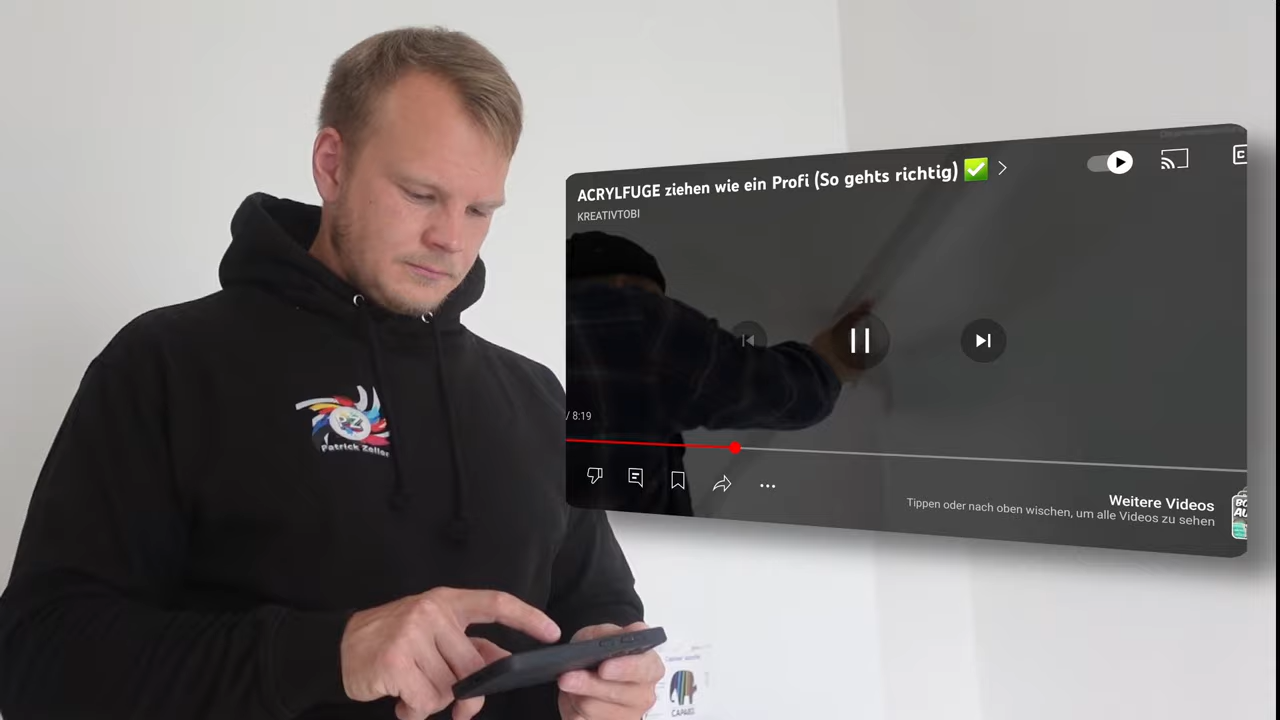 ACRYLFUGE ziehen wie ein Profi (So gehts richtig) ✅
KREATIVTOBI
/ 8:19
Weitere Videos
Tippen oder nach oben wischen, um alle Videos zu sehen
Patrick Zeller
CAPAROL